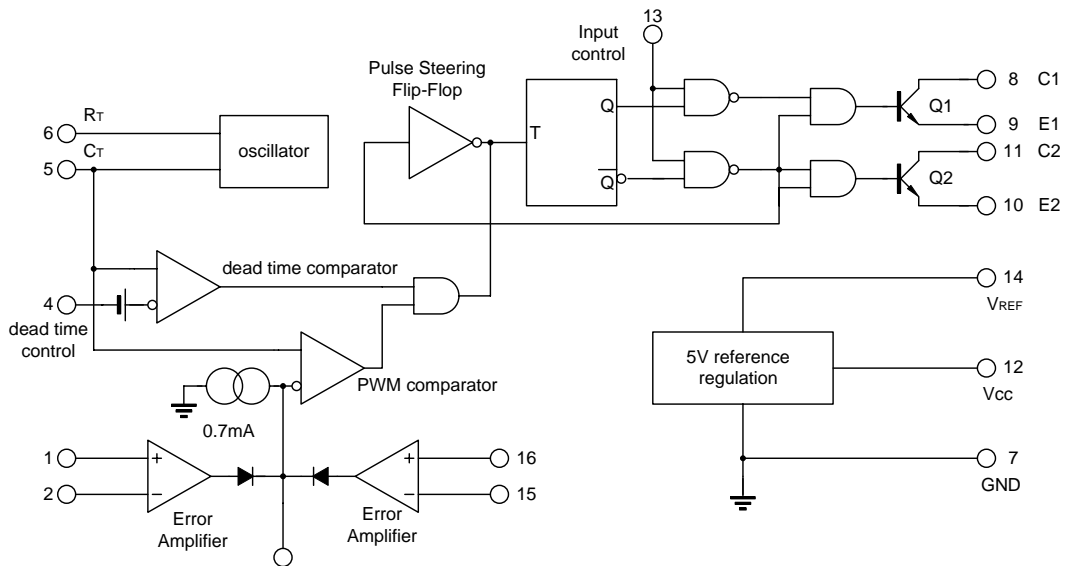 13
Input
control
Pulse Steering
Flip-Flop
8 C1
Q
Q1
RT
6
T
9 E1
oscillator
CT
5
11 C2
Q
Q2
10 E2
dead time comparator
4
14
VREF
dead time
control
5V reference
regulation
12
PWM comparator
Vcc
0.7mA
1
+
+
16
7
2
−
−
15
GND
Error
Amplifier
Error
Amplifier